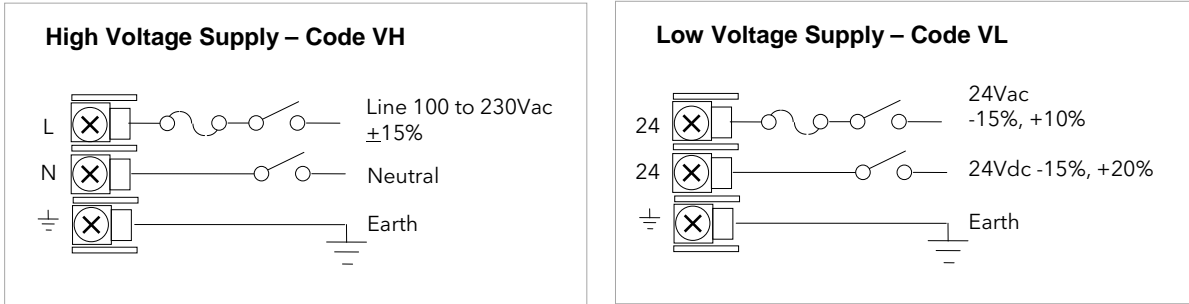 High Voltage Supply – Code VH
L
Line 100 to 230Vac
±15%
N
Neutral
Earth
Low Voltage Supply – Code VL
24
24Vac
-15%, +10%
24
24Vdc -15%, +20%
Earth